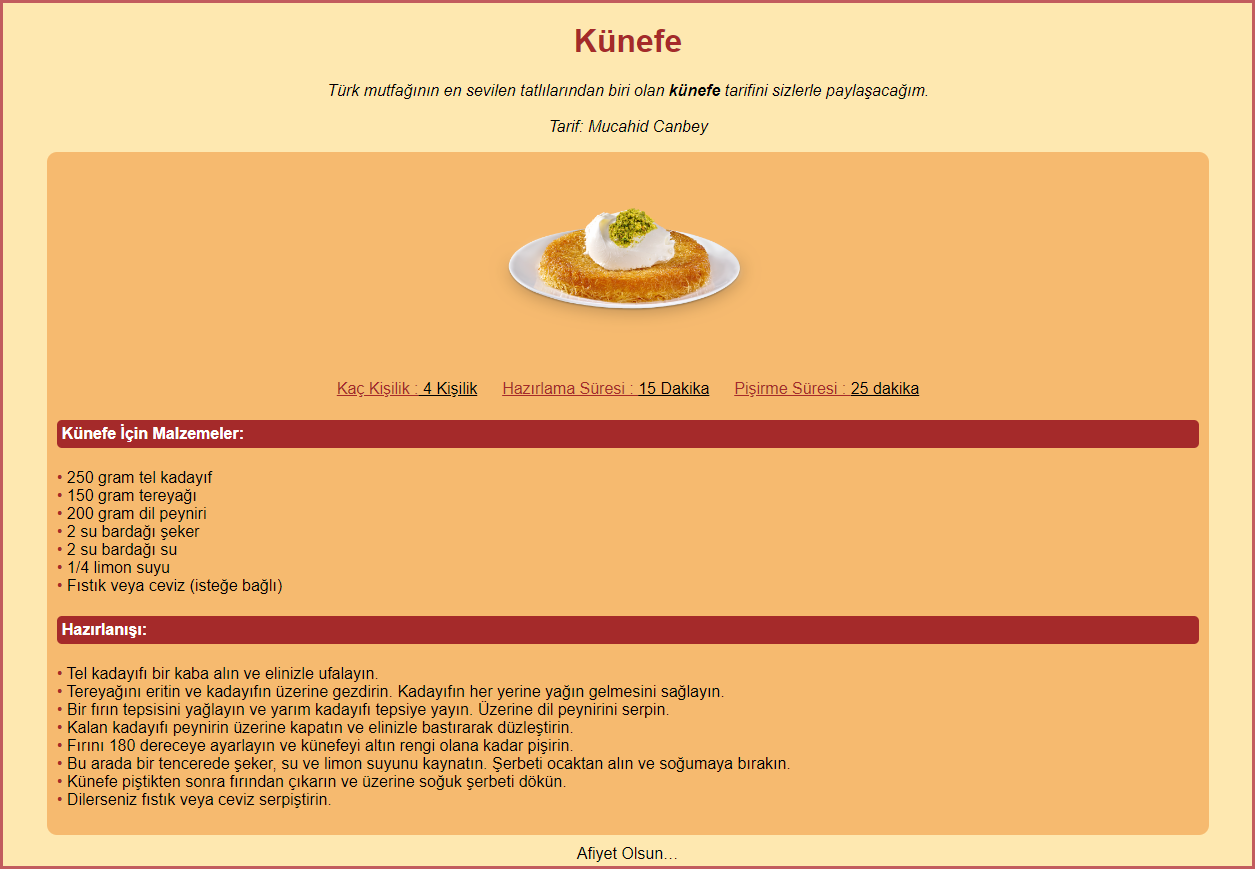 Künefe
Türk mutfağının en sevilen tatlılarından biri olan künefe tarifini sizlerle paylaşacağım.
Tarif: Mucahid Canbey
Kaç Kişilik : 4 Kişilik Hazırlama Süresi : 15 Dakika Pişirme Süresi : 25 dakika
Künefe İçin Malzemeler:
• 250 gram tel kadayıf
• 150 gram tereyağı
• 200 gram dil peyniri
• 2 su bardağı şeker
• 2 su bardağı su
• 1/4 limon suyu
• Fıstık veya ceviz (isteğe bağlı)
Hazırlanışı:
• Tel kadayıfı bir kaba alın ve elinizle ufalayın.
• Tereyağını eritin ve kadayıfın üzerine gezdirin. Kadayıfın her yerine yağın gelmesini sağlayın.
• Bir fırın tepsisini yağlayın ve yarım kadayıfı tepsiye yayın. Üzerine dil peynirini serpin.
• Kalan kadayıfı peynirin üzerine kapatın ve elinizle bastırarak düzleştirin.
• Fırını 180 dereceye ayarlayın ve künefeyi altın rengi olana kadar pişirin.
• Bu arada bir tencerede şeker, su ve limon suyunu kaynatın. Şerbeti ocaktan alın ve soğumaya bırakın.
• Künefe piştikten sonra fırından çıkarın ve üzerine soğuk şerbeti dökün.
• Dilerseniz fıstık veya ceviz serpiştirin.
Afiyet Olsun...